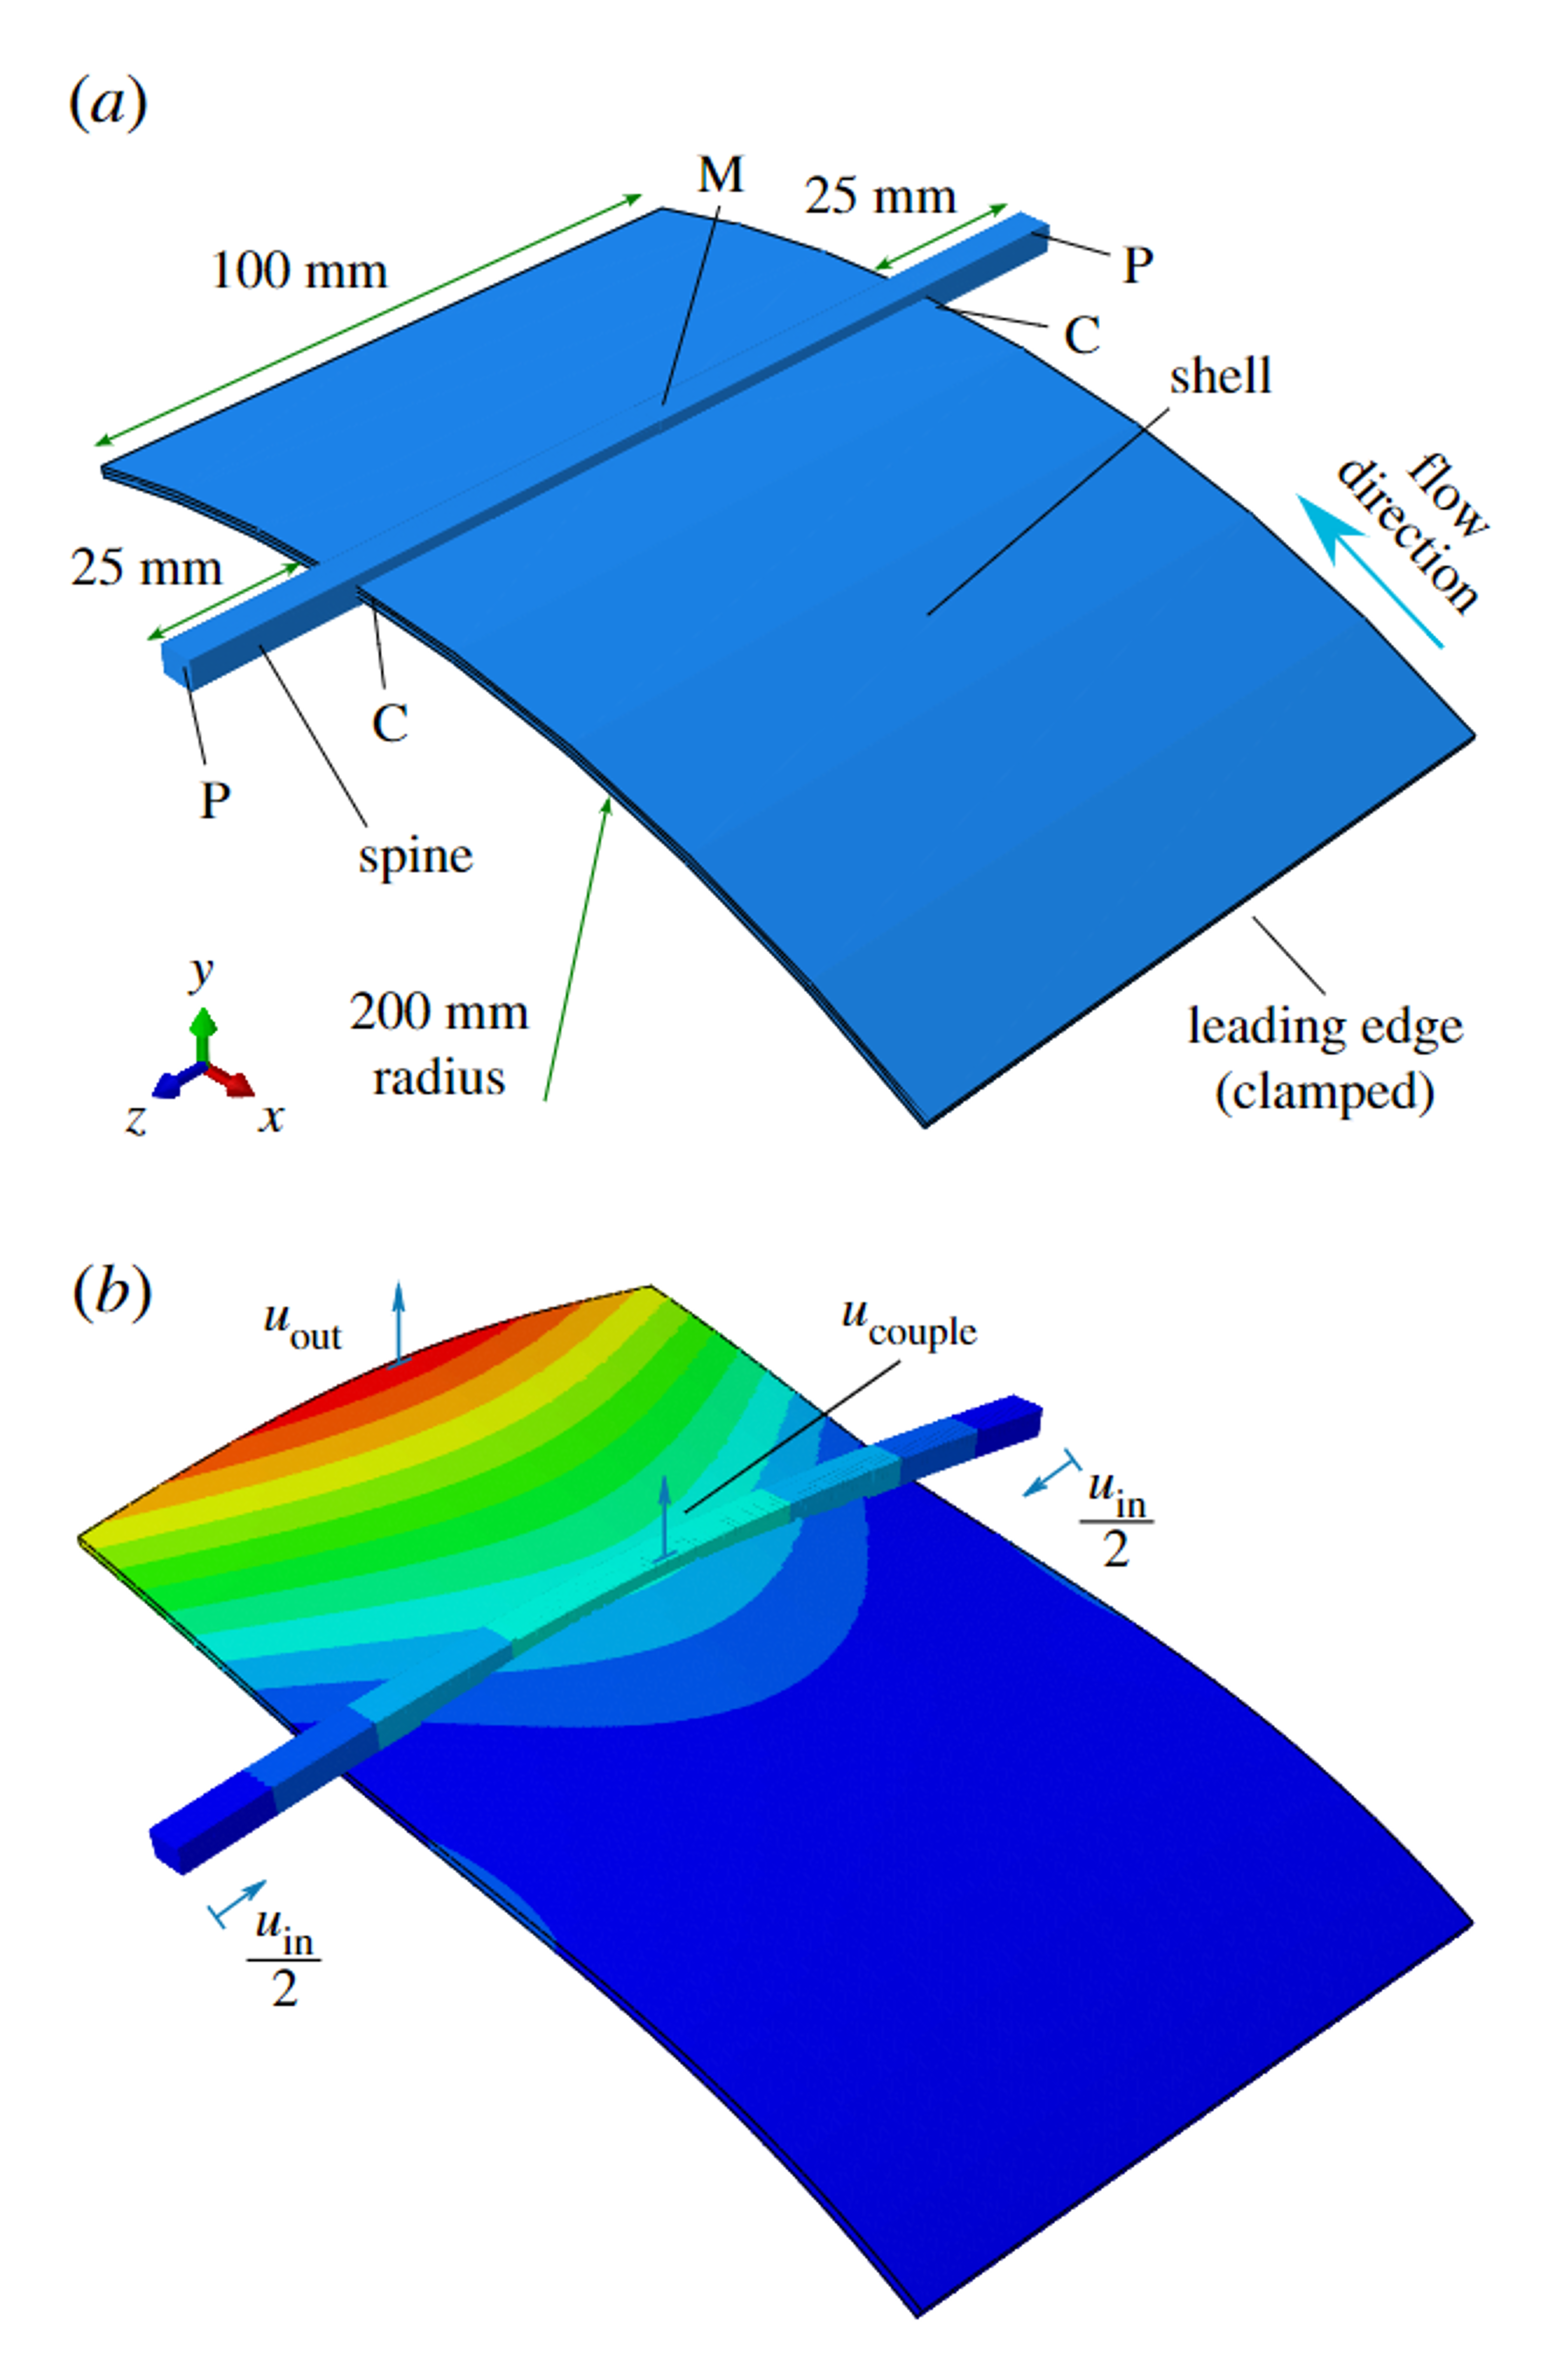 (a)
M
25 mm
100 mm
P
C
shell
flow
direction
25 mm
C
P
spine
y
z
x
200 mm
radius
leading edge
(clamped)
(b)
u_out
u_couple
u_in
2
u_in
2